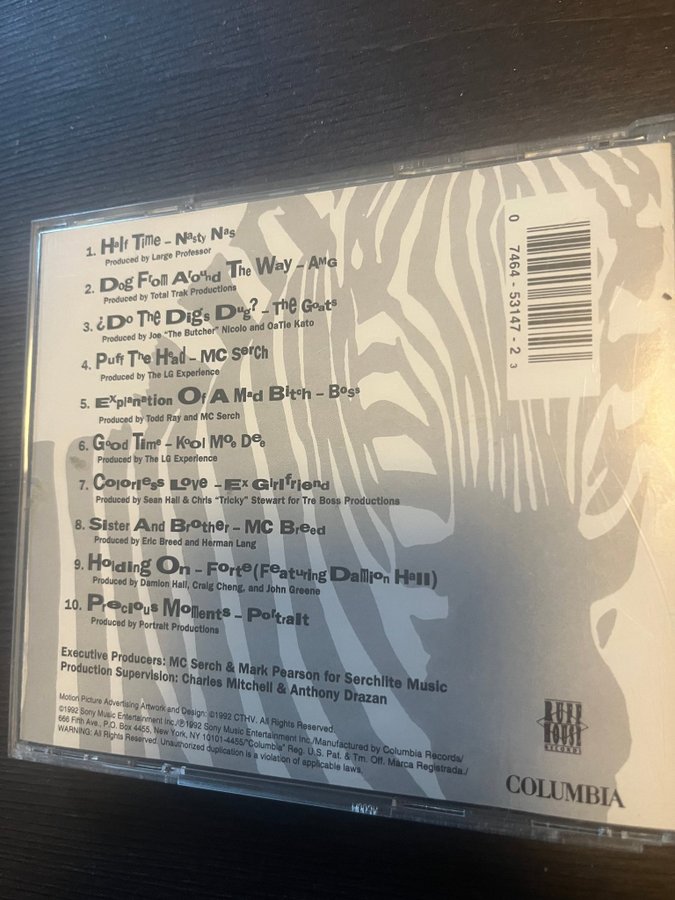 1. Half Time – Nasty Nas
Produced by Large Professor
2. Dog From Around The Way – AMG
Produced by Total Trak Productions
3. ¿Do The Digs Dug? – The Goats
Produced by Joe "The Butcher" Nicolo and OaTie Kato
4. Puff The Head – MC Serch
Produced by The LG Experience
5. Explanation Of A Mad Bitch – Boss
Produced by Todd Ray and MC Serch
6. Good Time – Kool Moe Dee
Produced by The LG Experience
7. Colorless Love – Ex Girlfriend
Produced by Sean Hall & Chris "Tricky" Stewart for Tre Boss Productions
8. Sister And Brother – MC Breed
Produced by Eric Breed and Herman Lang
9. Holding On – Forte (Featuring Damion Hall)
Produced by Damion Hall, Craig Cheng, and John Greene
10. Precious Moments – Portrait
Produced by Portrait Productions
Executive Producers: MC Serch & Mark Pearson for Serchlite Music
Production Supervision: Charles Mitchell & Anthony Drazan
Motion Picture Advertising Artwork and Design: ©1992 CTHV. All Rights Reserved.
©1992 Sony Music Entertainment Inc./℗1992 Sony Music Entertainment Inc./Manufactured by Columbia Records/
666 Fifth Ave., P.O. Box 4455, New York, NY 10101-4455/"Columbia" Reg. U.S. Pat. & Tm. Off. Marca Registrada./
WARNING: All Rights Reserved. Unauthorized duplication is a violation of applicable laws.
0 7464-53147-2 3
RUFF
HOUSE
RECORDS
COLUMBIA